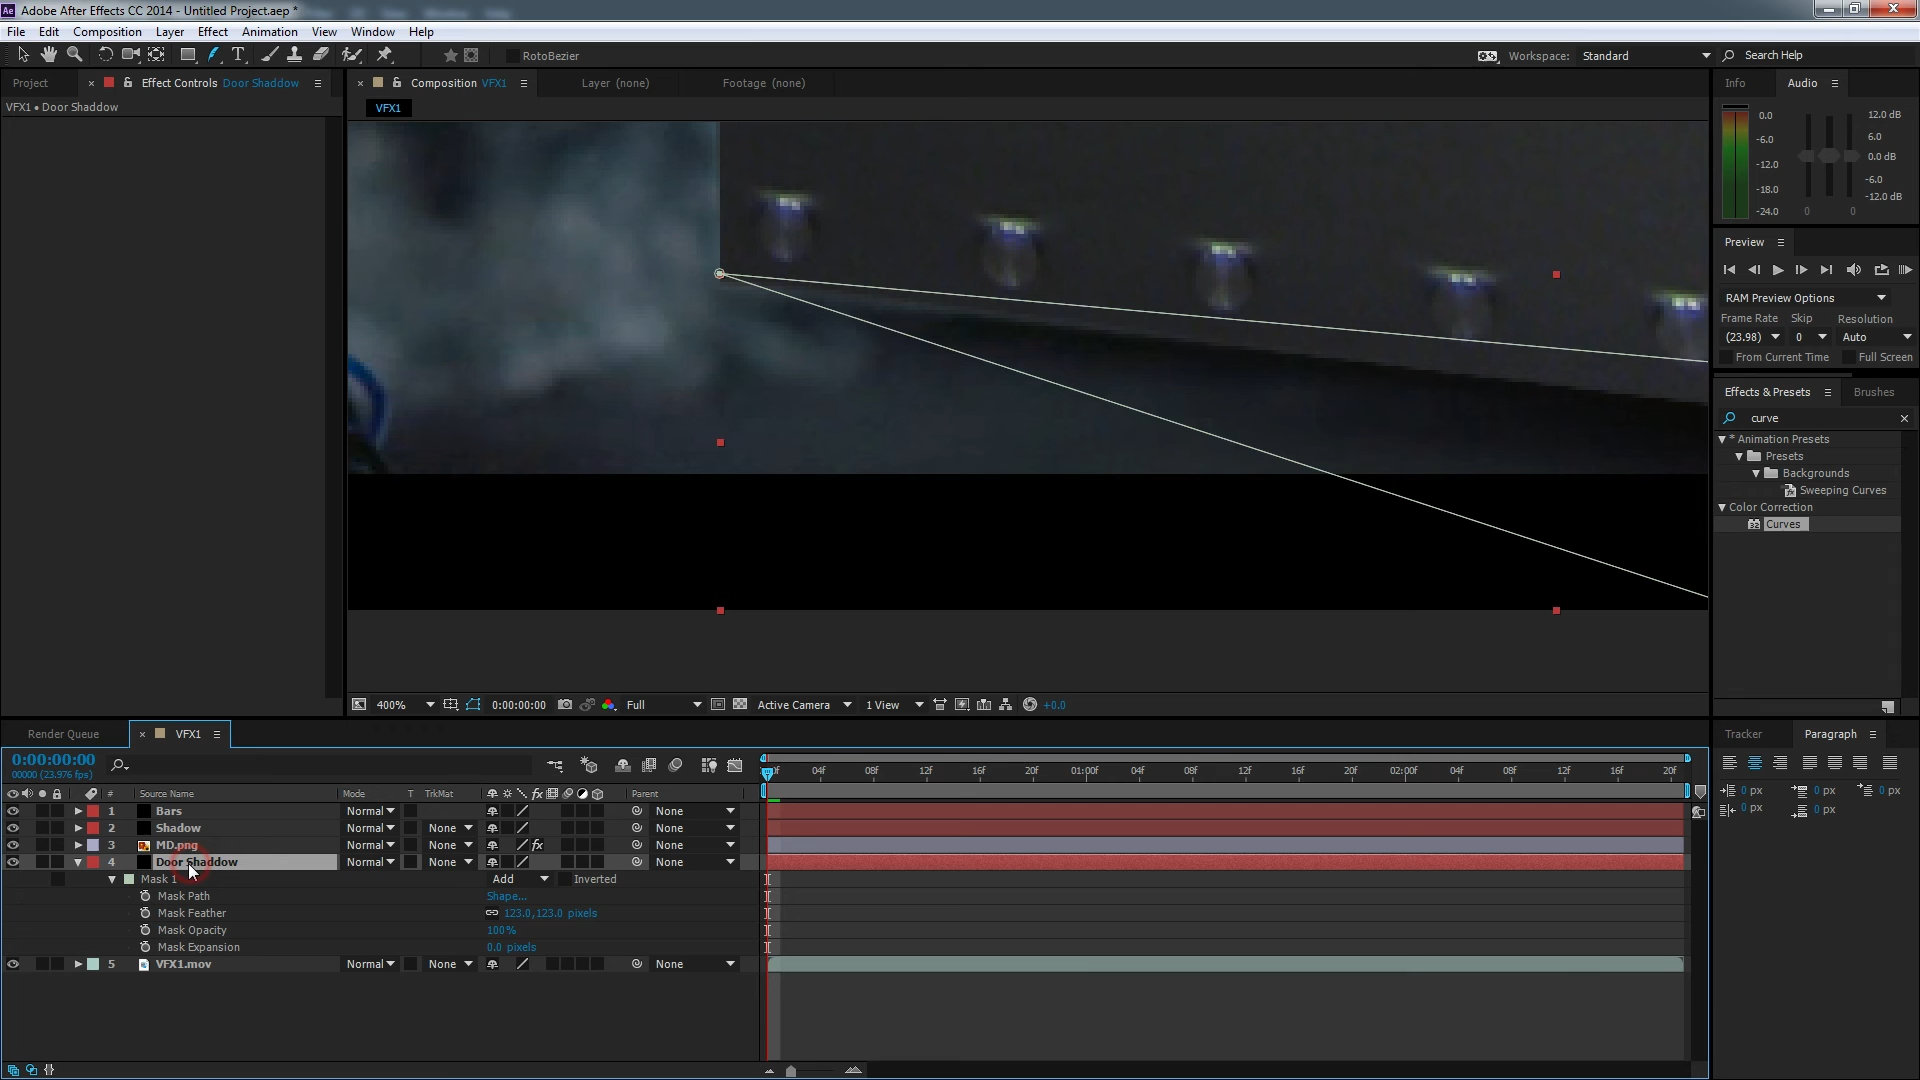 Adobe After Effects CC 2014 - Untitled Project.aep *
File Edit Composition Layer Effect Animation View Window Help
RotoBezier
Workspace: Standard
Search Help
Project
Effect Controls Door Shaddow
Composition VFX1
Layer (none)
Footage (none)
Info
Audio
VFX1 • Door Shaddow
VFX1
0.0
-6.0
-12.0
-18.0
-24.0
12.0 dB
6.0
0.0 dB
-6.0
-12.0 dB
0 0
Preview
RAM Preview Options
Frame Rate Skip Resolution
(23.98) 0 Auto
From Current Time Full Screen
Effects & Presets Brushes
curve
* Animation Presets
Presets
Backgrounds
Sweeping Curves
Color Correction
Curves
400% 0:00:00:00 Full Active Camera 1 View +0.0
Render Queue
VFX1
Tracker Paragraph
0:00:00:00
00000 (23.976 fps)
04f 08f 12f 16f 20f 01:00f 04f 08f 12f 16f 20f 02:00f 04f 08f 12f 16f 20f
# Source Name Mode T TrkMat Parent
1 Bars Normal None
2 Shadow Normal None None
3 MD.png Normal None fx None
4 Door Shaddow Normal None None
Mask 1 Add Inverted
Mask Path Shape...
Mask Feather 123.0,123.0 pixels
Mask Opacity 100%
Mask Expansion 0.0 pixels
5 VFX1.mov Normal None None
0 px 0 px 0 px
0 px 0 px